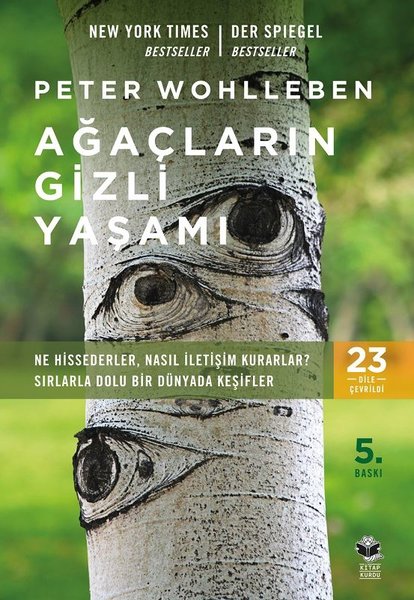 NEW YORK TIMES
BESTSELLER
DER SPIEGEL
BESTSELLER
PETER WOHLLEBEN
AĞAÇLARIN
GİZLİ
YAŞAMI
NE HİSSEDERLER, NASIL İLETİŞİM KURARLAR?
SIRLARLA DOLU BİR DÜNYADA KEŞİFLER
23
DİLE
ÇEVRİLDİ
5.
BASKI
KİTAP
KURDU